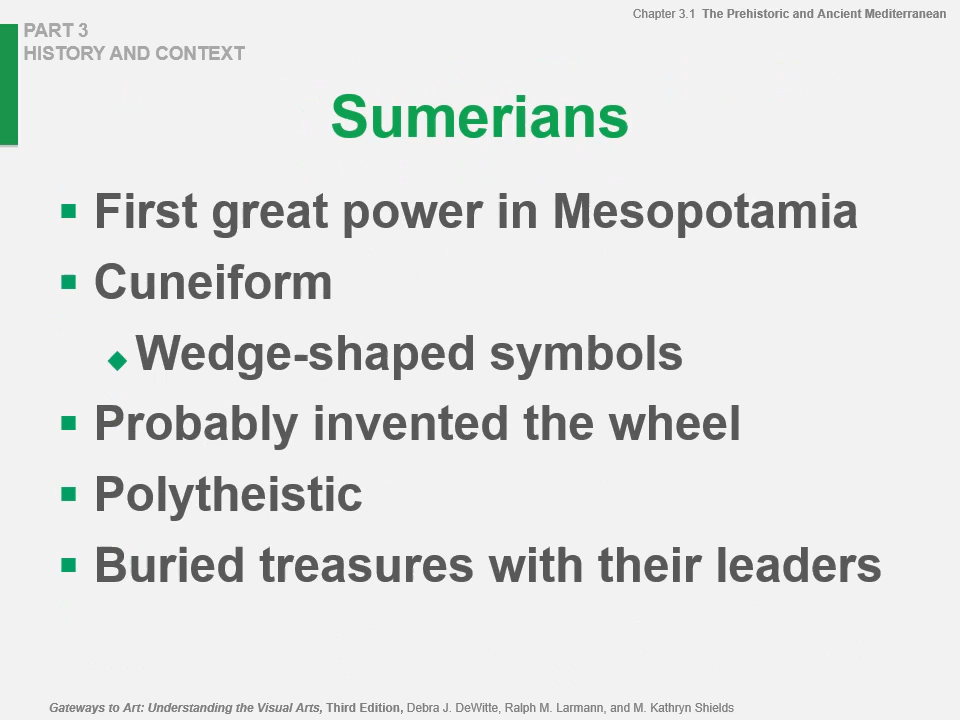 Chapter 3.1 The Prehistoric and Ancient Mediterranean
PART 3
HISTORY AND CONTEXT
Sumerians
▪ First great power in Mesopotamia
▪ Cuneiform
◆ Wedge-shaped symbols
▪ Probably invented the wheel
▪ Polytheistic
▪ Buried treasures with their leaders
Gateways to Art: Understanding the Visual Arts, Third Edition, Debra J. DeWitte, Ralph M. Larmann, and M. Kathryn Shields